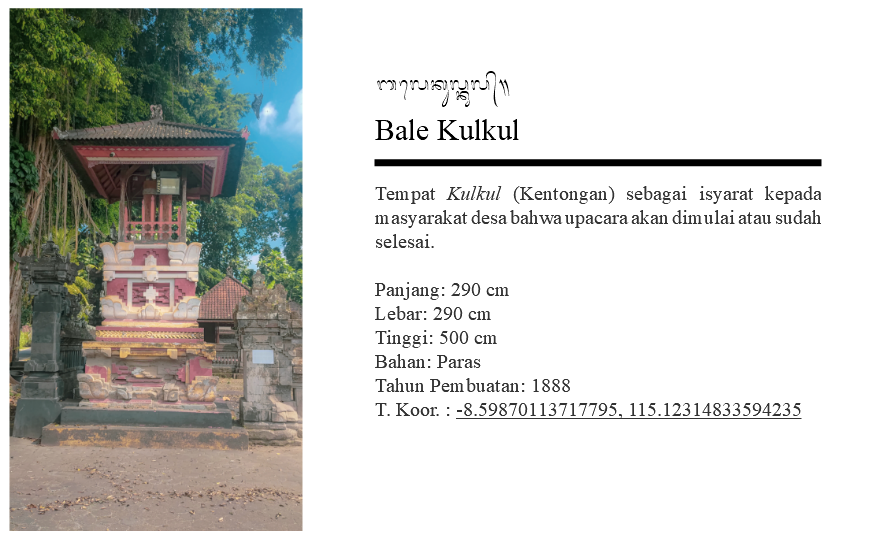 ᬩᬮᬾᬓᬸᬮ᭄ᬓᬸᬮ᭄᭟
Bale Kulkul
Tempat Kulkul (Kentongan) sebagai isyarat kepada
masyarakat desa bahwa upacara akan dimulai atau sudah
selesai.
Panjang: 290 cm
Lebar: 290 cm
Tinggi: 500 cm
Bahan: Paras
Tahun Pembuatan: 1888
T. Koor. : -8.59870113717795, 115.12314833594235